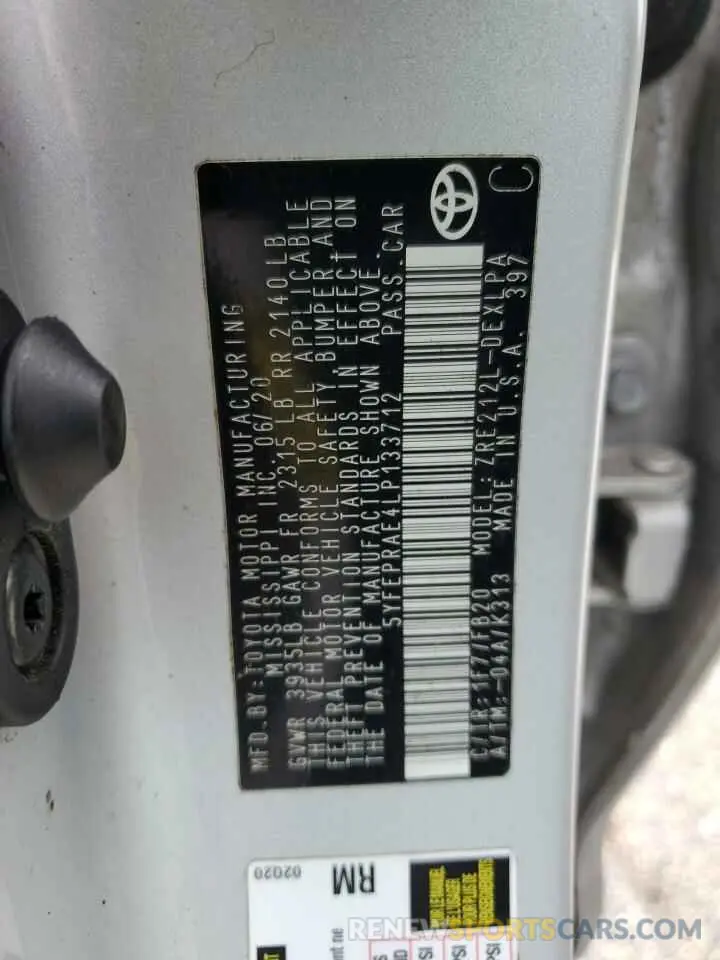 MFD.BY:TOYOTA MOTOR MANUFACTURING
MISSISSIPPI INC. 06/20
GVWR 3935LB GAWR FR 2315 LB RR 2140LB
THIS VEHICLE CONFORMS TO ALL APPLICABLE
FEDERAL MOTOR VEHICLE SAFETY, BUMPER, AND
THEFT PREVENTION STANDARDS IN EFFECT ON
THE DATE OF MANUFACTURE SHOWN ABOVE.
5YFEPRAE4LP133712 PASS.CAR
C/TR:1F7/FB20 MODEL:ZRE212L-DEXLPA
A/TM:-04A/K313 MADE IN U.S.A. 397
C
02020
RM
RENEWSPORTSCARS.COM